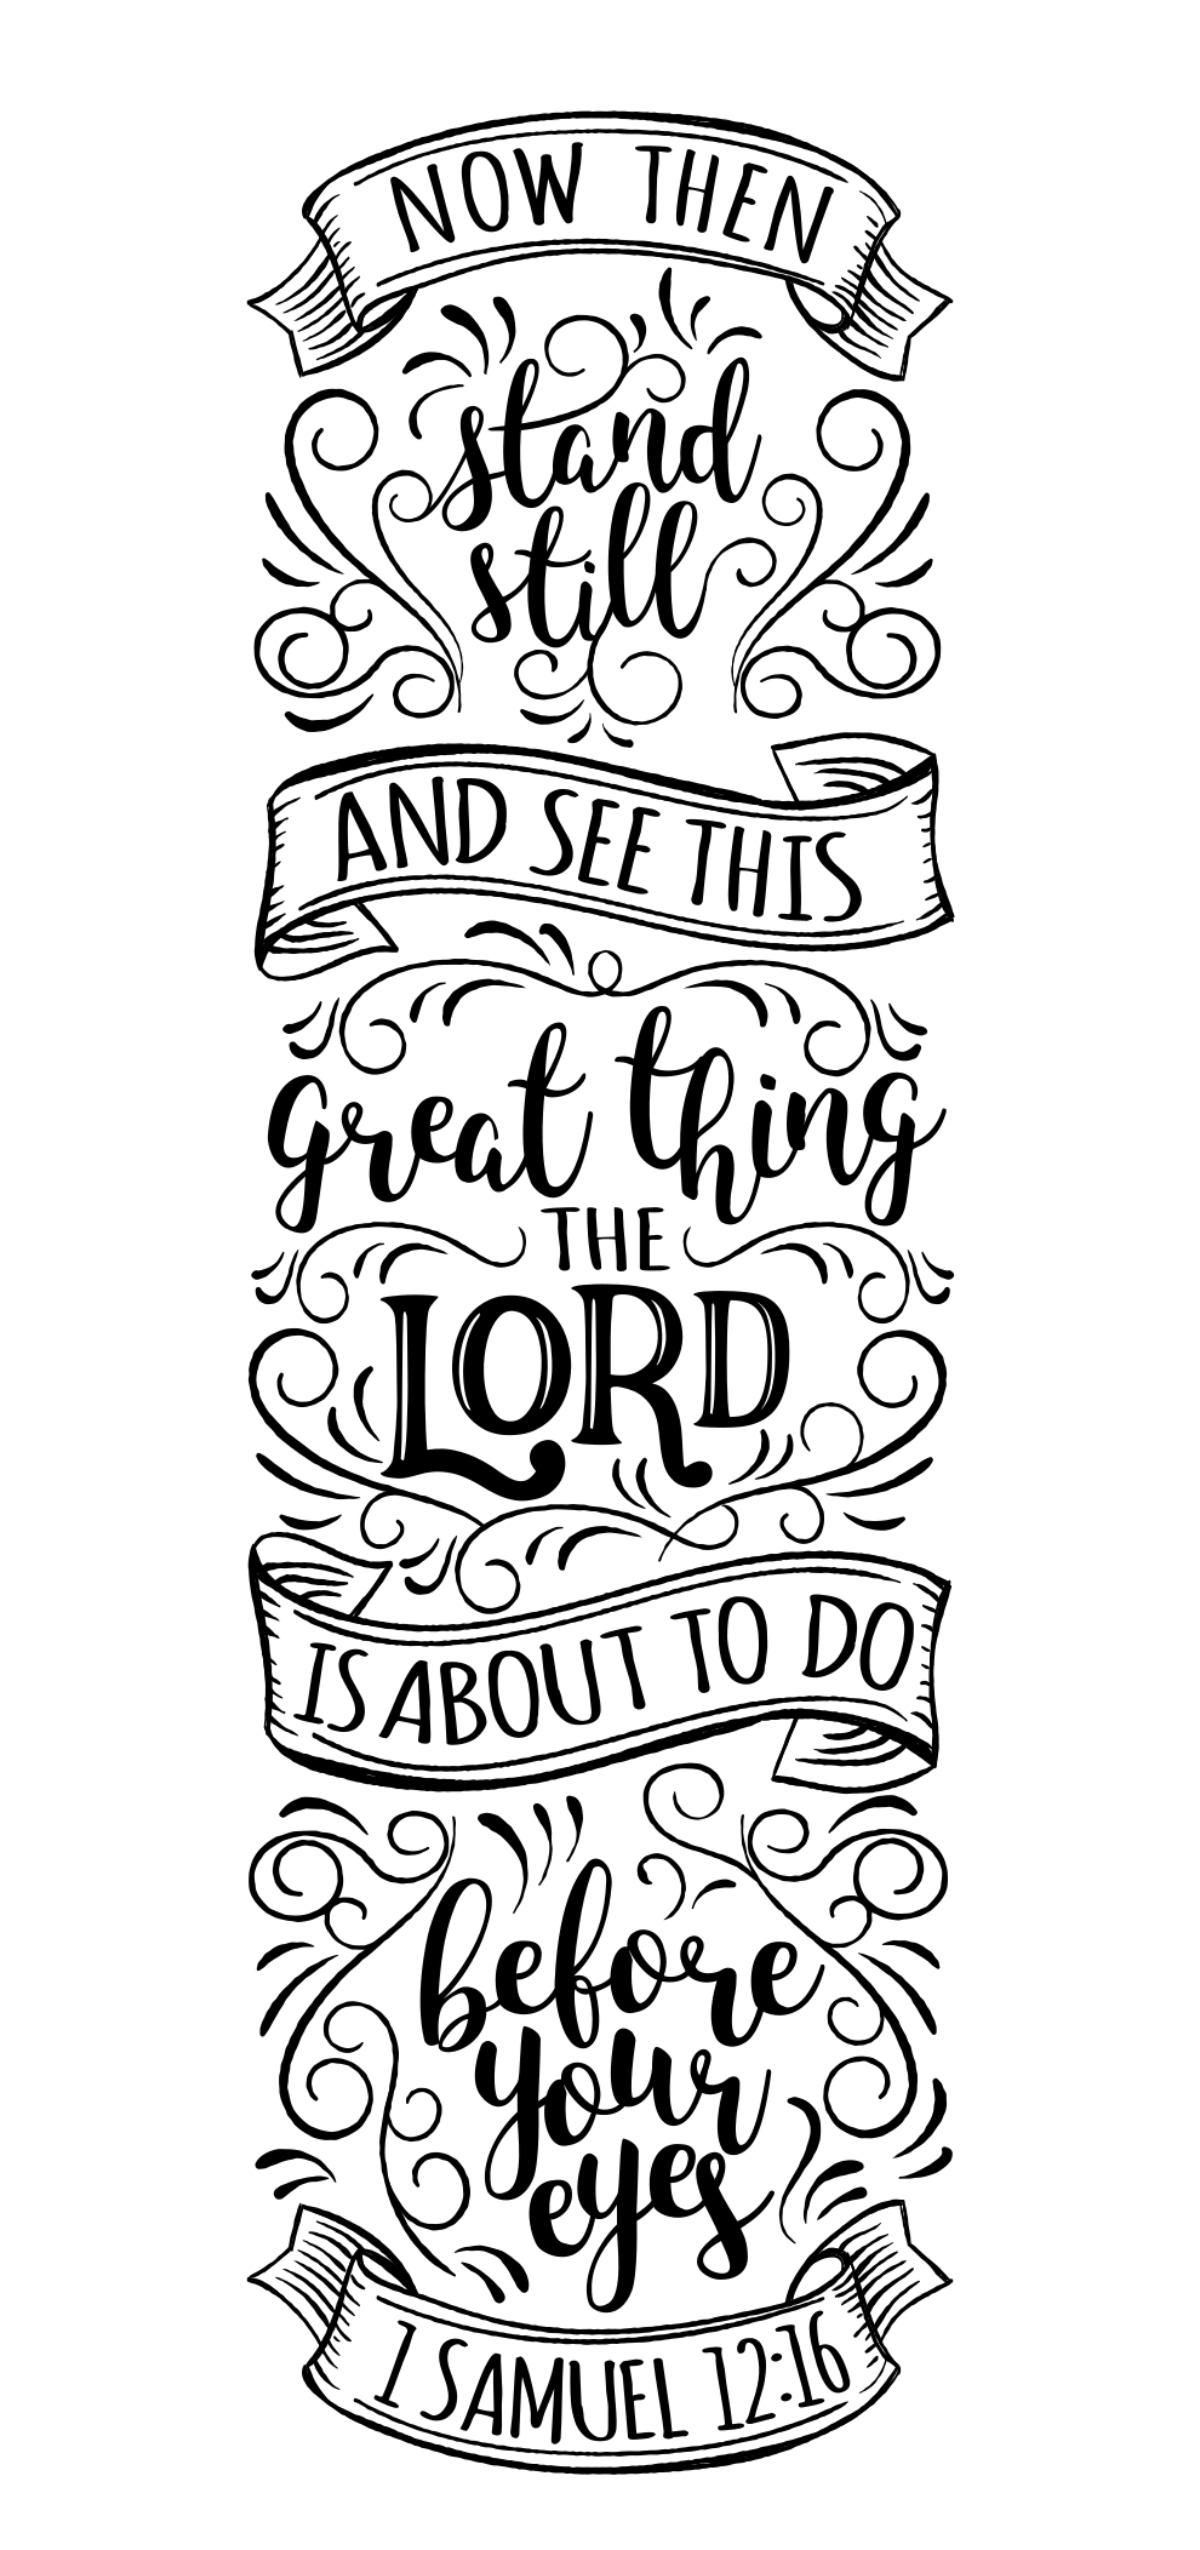 NOW THEN
stand
still
AND SEE THIS
great thing
THE
LORD
IS ABOUT TO DO
before
your
eyes
1 SAMUEL 12:16